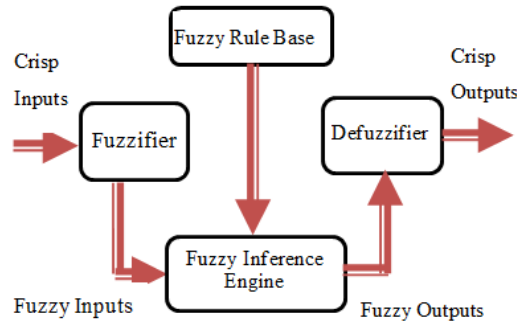 Fuzzy Rule Base
Crisp
Inputs
Crisp
Outputs
Fuzzifier
Defuzzifier
Fuzzy Inference
Engine
Fuzzy Inputs
Fuzzy Outputs